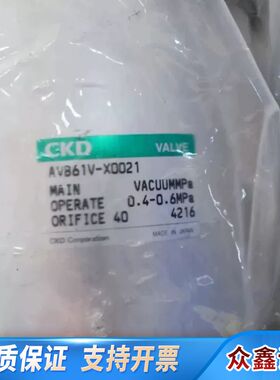 CKD VALVE
AVB61V-X0021
MAIN VACUUMMPa
OPERATE 0.4-0.6MPa
ORIFICE 40 4216
CKD Corporation MADE IN JAPAN
质保证 支持开票 众鑫